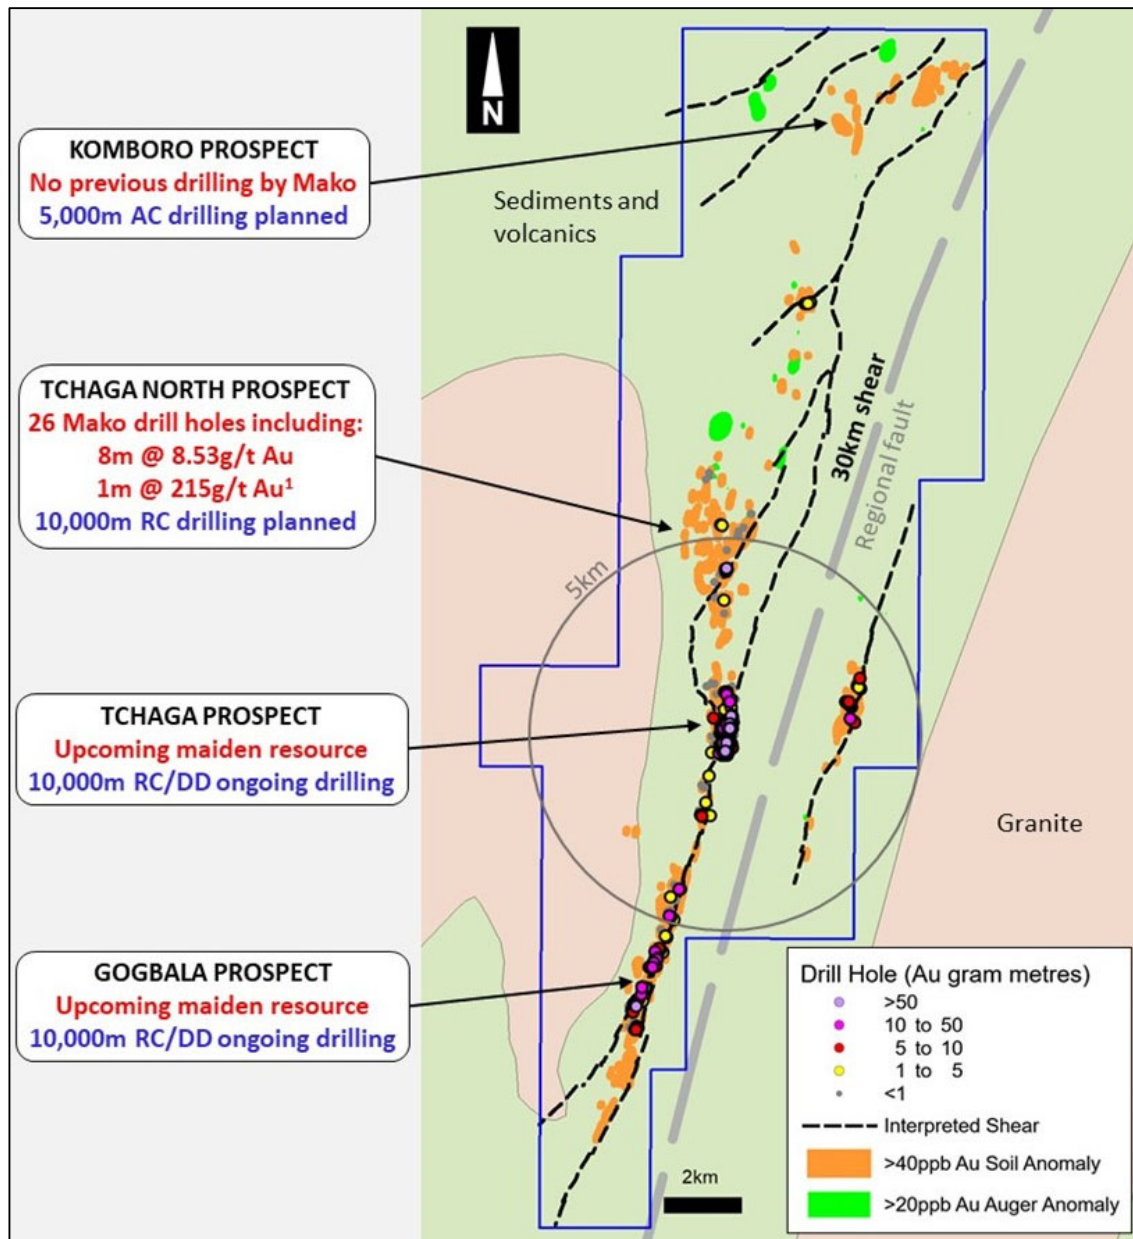 N
KOMBORO PROSPECT
No previous drilling by Mako
5,000m AC drilling planned
Sediments and
volcanics
TCHAGA NORTH PROSPECT
26 Mako drill holes including:
8m @ 8.53g/t Au
1m @ 215g/t Au¹
10,000m RC drilling planned
30km shear
Regional fault
5km
TCHAGA PROSPECT
Upcoming maiden resource
10,000m RC/DD ongoing drilling
Granite
GOGBALA PROSPECT
Upcoming maiden resource
10,000m RC/DD ongoing drilling
Drill Hole (Au gram metres)
>50
10 to 50
5 to 10
1 to 5
<1
Interpreted Shear
>40ppb Au Soil Anomaly
>20ppb Au Auger Anomaly
2km